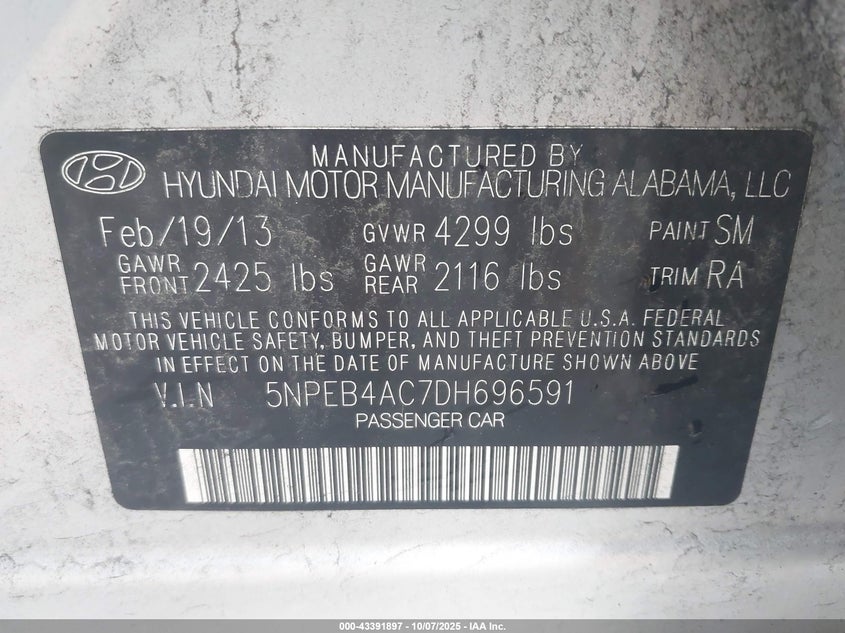 MANUFACTURED BY
HYUNDAI MOTOR MANUFACTURING ALABAMA, LLC
Feb/19/13 GVWR 4299 lbs PAINT SM
GAWR FRONT 2425 lbs GAWR REAR 2116 lbs TRIM RA
THIS VEHICLE CONFORMS TO ALL APPLICABLE U.S.A. FEDERAL
MOTOR VEHICLE SAFETY, BUMPER, AND THEFT PREVENTION STANDARDS
IN EFFECT ON THE DATE OF MANUFACTURE SHOWN ABOVE
V.I.N 5NPEB4AC7DH696591
PASSENGER CAR
000-43391897 - 10/07/2025 - IAA Inc.